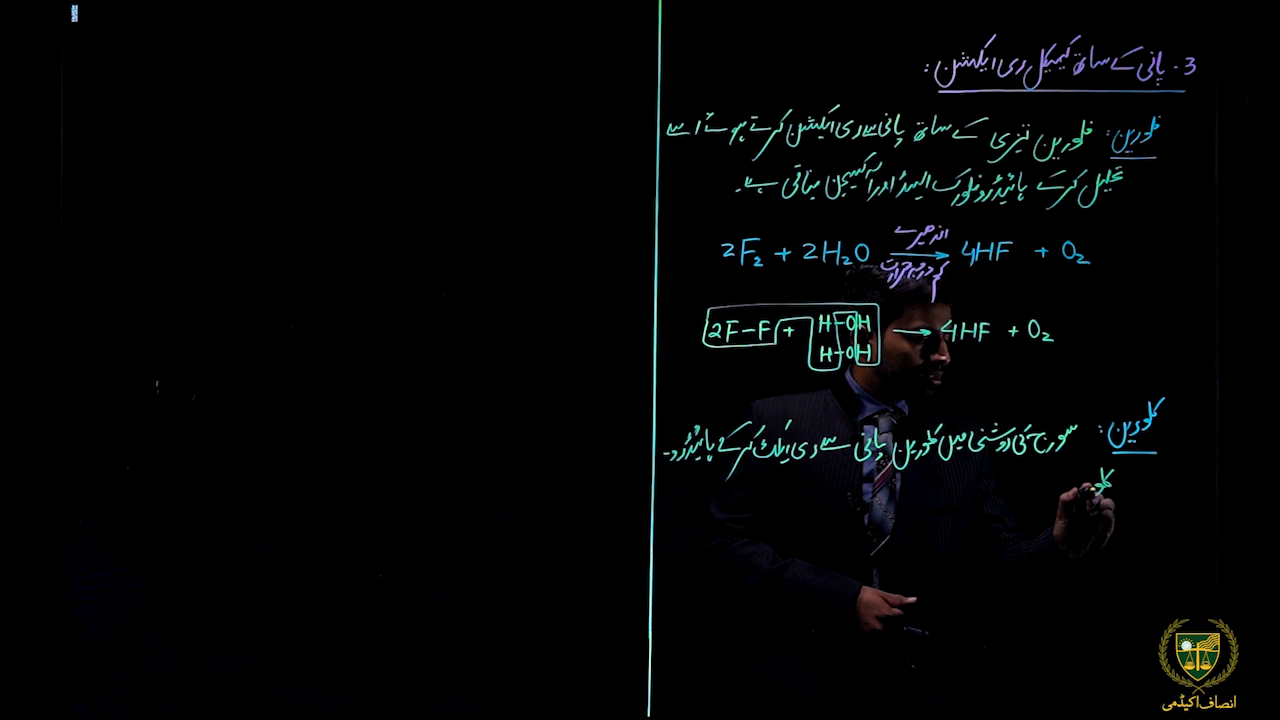 3. پانی کے ساتھ کیمیکل ری ایکشن:
فلورین: فلورین تیزی کے ساتھ پانی سے ری ایکشن کرتے ہوئے اسے
تحلیل کرکے ہائیڈروفلورک ایسڈ اور آکسیجن بناتی ہے۔
اندھیرے
2F₂ + 2H₂O ⟶ 4HF + O₂
کم درجہ حرارت
2F–F + H–OH ⟶ 4HF + O₂
H–OH
کلورین: سورج کی روشنی میں کلورین پانی سے ری ایکٹ کرکے ہائیڈرو-
کلو
انصاف اکیڈمی